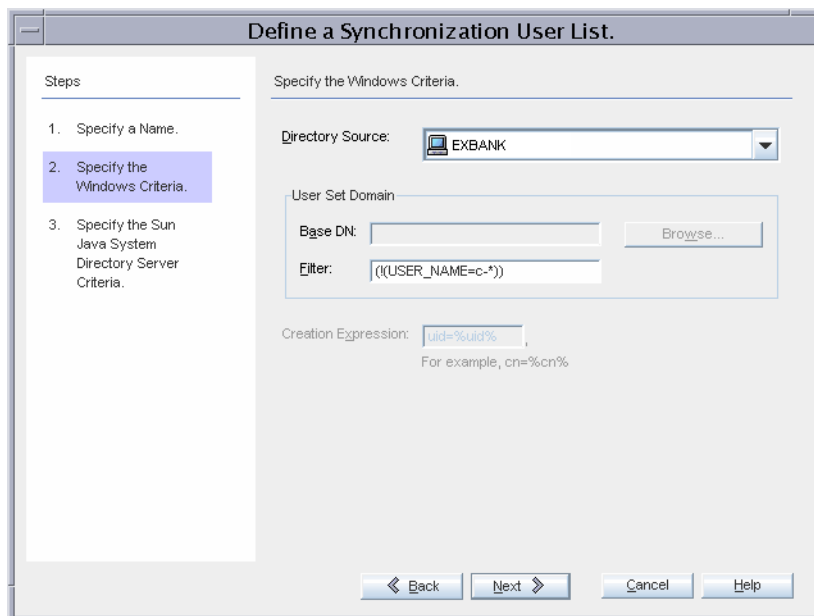 Define a Synchronization User List.
Steps
1. Specify a Name.
2. Specify the
Windows Criteria.
3. Specify the Sun
Java System
Directory Server
Criteria.
Specify the Windows Criteria.
Directory Source:
EXBANK
User Set Domain
Base DN:
Browse...
Filter:
(!(USER_NAME=c-*))
Creation Expression:
uid=%uid%
,
For example, cn=%cn%
Back
Next
Cancel
Help